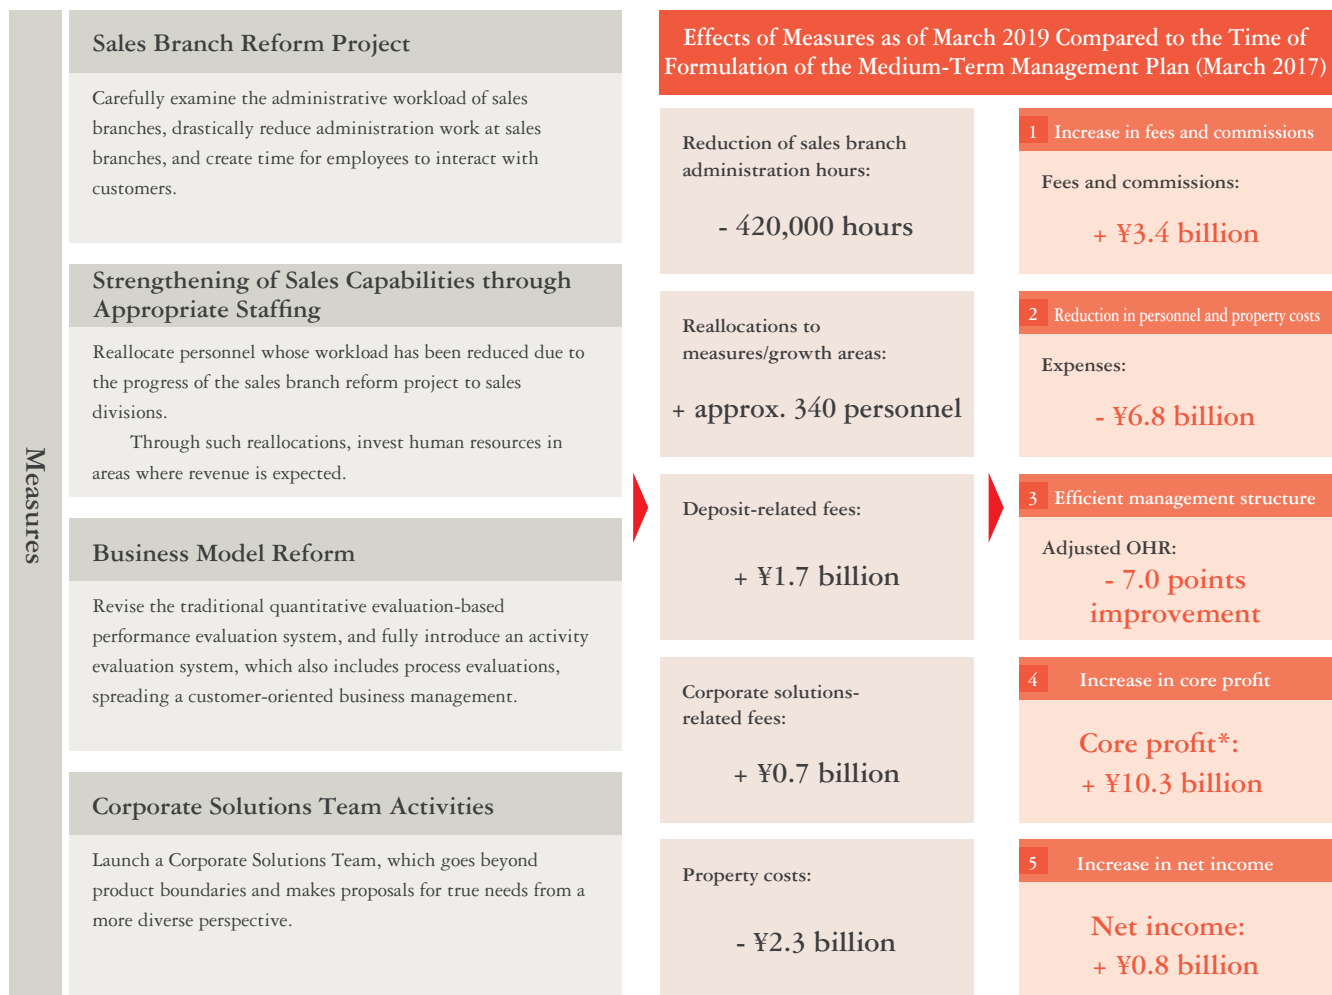 Measures
Sales Branch Reform Project
Carefully examine the administrative workload of sales
branches, drastically reduce administration work at sales
branches, and create time for employees to interact with
customers.
Strengthening of Sales Capabilities through
Appropriate Staffing
Reallocate personnel whose workload has been reduced due to
the progress of the sales branch reform project to sales
divisions.
Through such reallocations, invest human resources in
areas where revenue is expected.
Business Model Reform
Revise the traditional quantitative evaluation-based
performance evaluation system, and fully introduce an activity
evaluation system, which also includes process evaluations,
spreading a customer-oriented business management.
Corporate Solutions Team Activities
Launch a Corporate Solutions Team, which goes beyond
product boundaries and makes proposals for true needs from a
more diverse perspective.
Effects of Measures as of March 2019 Compared to the Time of
Formulation of the Medium-Term Management Plan (March 2017)
Reduction of sales branch
administration hours:
- 420,000 hours
Reallocations to
measures/growth areas:
+ approx. 340 personnel
Deposit-related fees:
+ ¥1.7 billion
Corporate solutions-
related fees:
+ ¥0.7 billion
Property costs:
- ¥2.3 billion
1 Increase in fees and commissions
Fees and commissions:
+ ¥3.4 billion
2 Reduction in personnel and property costs
Expenses:
- ¥6.8 billion
3 Efficient management structure
Adjusted OHR:
- 7.0 points
improvement
4 Increase in core profit
Core profit*:
+ ¥10.3 billion
5 Increase in net income
Net income:
+ ¥0.8 billion